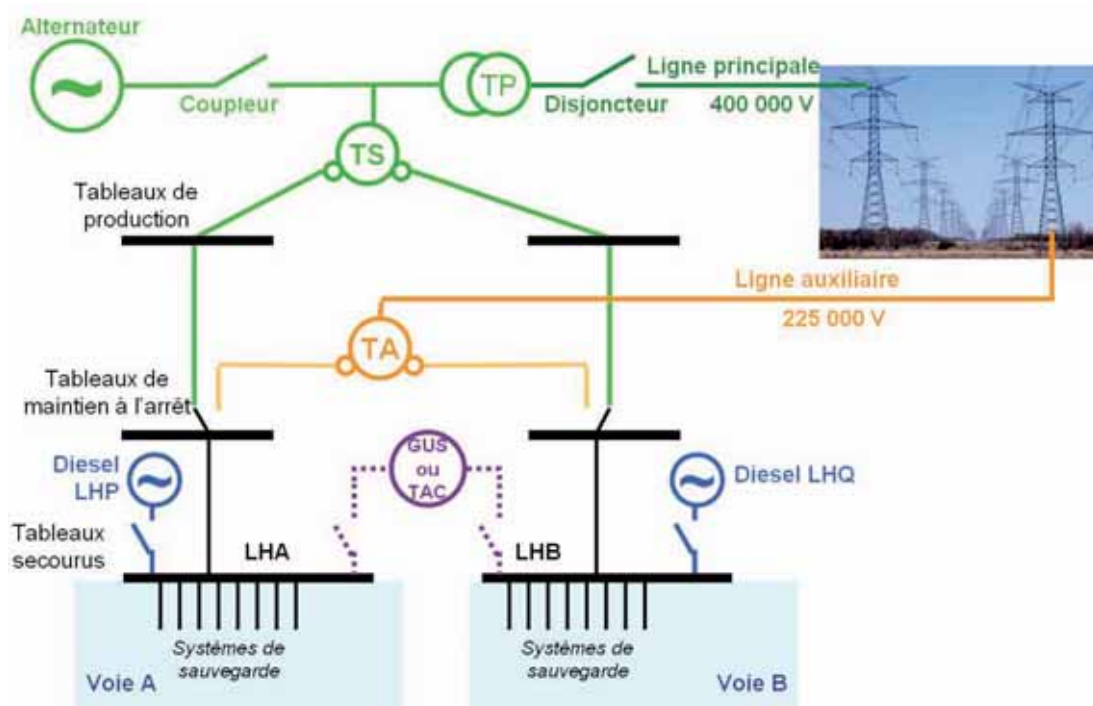 Alternateur
Coupleur
TP
Disjoncteur
Ligne principale
400 000 V
TS
Tableaux de
production
Ligne auxiliaire
225 000 V
TA
Tableaux de
maintien à l'arrêt
Diesel
LHP
GUS
ou
TAC
Diesel LHQ
Tableaux
secourus
LHA
LHB
Systèmes de
sauvegarde
Systèmes de
sauvegarde
Voie A
Voie B